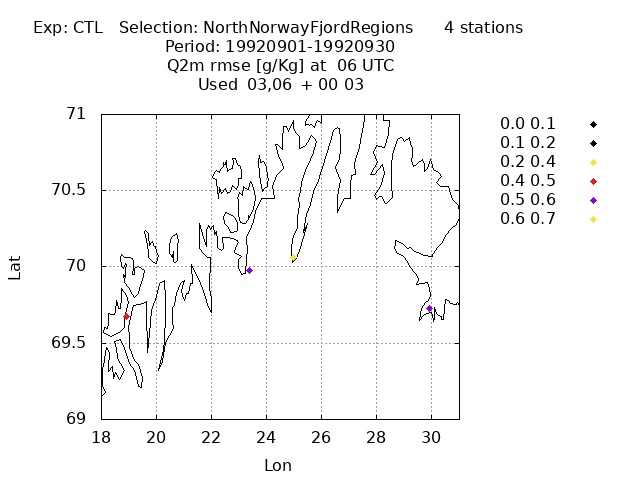 Exp: CTL   Selection: NorthNorwayFjordRegions      4 stations
Period: 19920901-19920930
Q2m rmse [g/Kg] at  06 UTC
Used  03,06  + 00 03
71
70.5
70
69.5
69
Lat
18 20 22 24 26 28 30
Lon
0.0 0.1
0.1 0.2
0.2 0.4
0.4 0.5
0.5 0.6
0.6 0.7